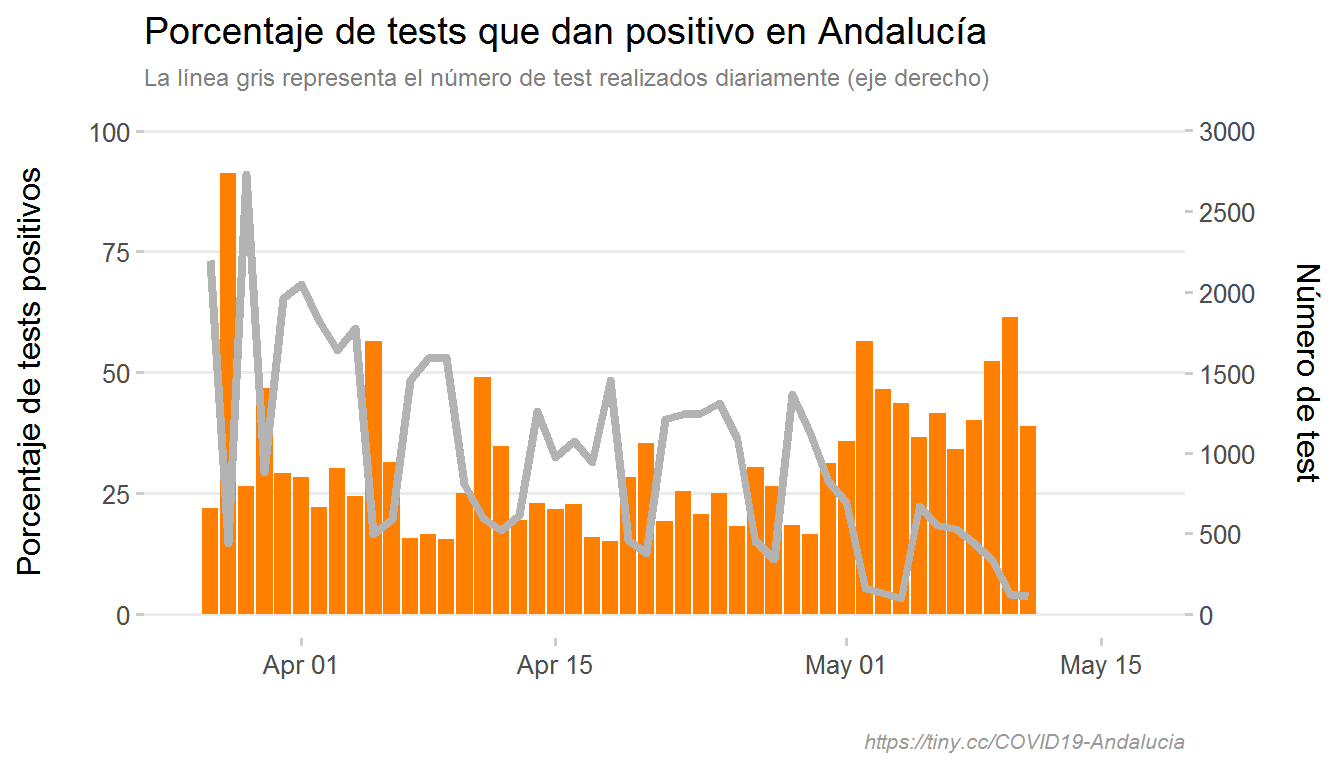 Porcentaje de tests que dan positivo en Andalucía
La línea gris representa el número de test realizados diariamente (eje derecho)
Porcentaje de tests positivos
100
75
50
25
0
3000
2500
2000
1500
1000
500
0
Número de test
Apr 01
Apr 15
May 01
May 15
https://tiny.cc/COVID19-Andalucia